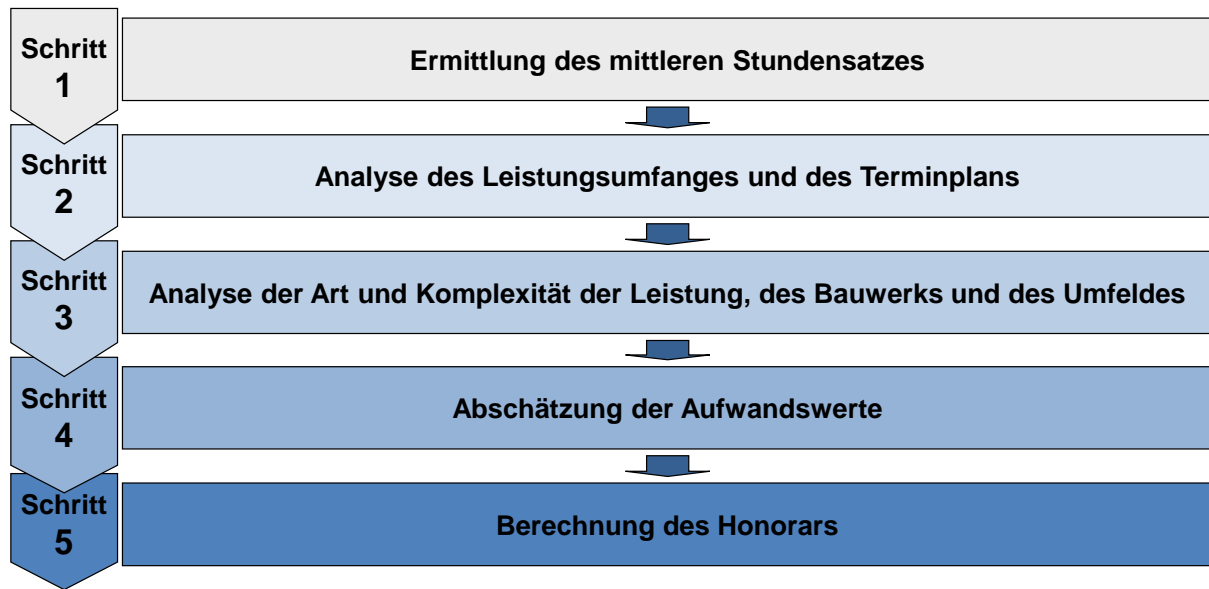 Schritt
1
Ermittlung des mittleren Stundensatzes
Schritt
2
Analyse des Leistungsumfanges und des Terminplans
Schritt
3
Analyse der Art und Komplexität der Leistung, des Bauwerks und des Umfeldes
Schritt
4
Abschätzung der Aufwandswerte
Schritt
5
Berechnung des Honorars